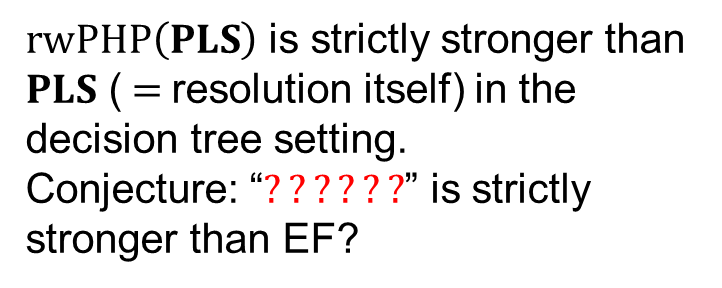 rwPHP(PLS) is strictly stronger than
PLS ( = resolution itself) in the
decision tree setting.
Conjecture: “? ? ? ? ? ?” is strictly
stronger than EF?